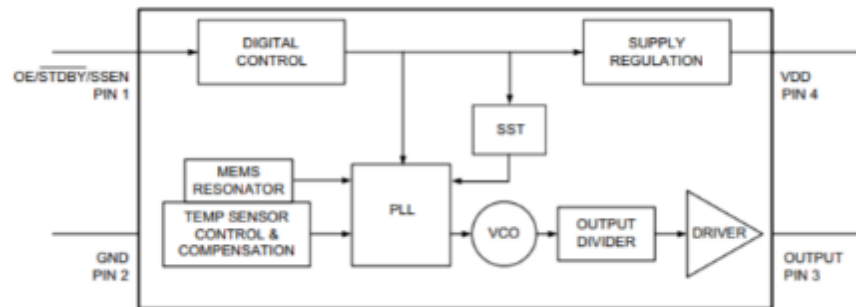 DIGITAL
CONTROL
SUPPLY
REGULATION
OE/STDBY/SSEN
PIN 1
VDD
PIN 4
SST
MEMS
RESONATOR
TEMP SENSOR
CONTROL &
COMPENSATION
PLL
VCO
OUTPUT
DIVIDER
DRIVER
GND
PIN 2
OUTPUT
PIN 3